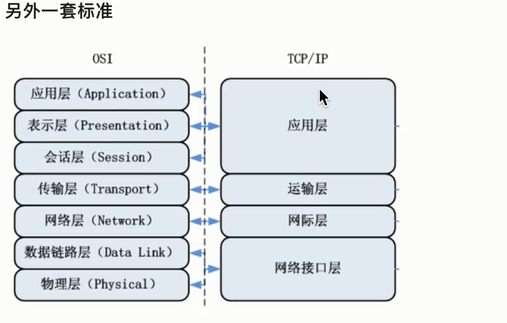 另外一套标准
OSI
TCP/IP
应用层（Application）
表示层（Presentation）
会话层（Session）
传输层（Transport）
网络层（Network）
数据链路层（Data Link）
物理层（Physical）
应用层
运输层
网际层
网络接口层